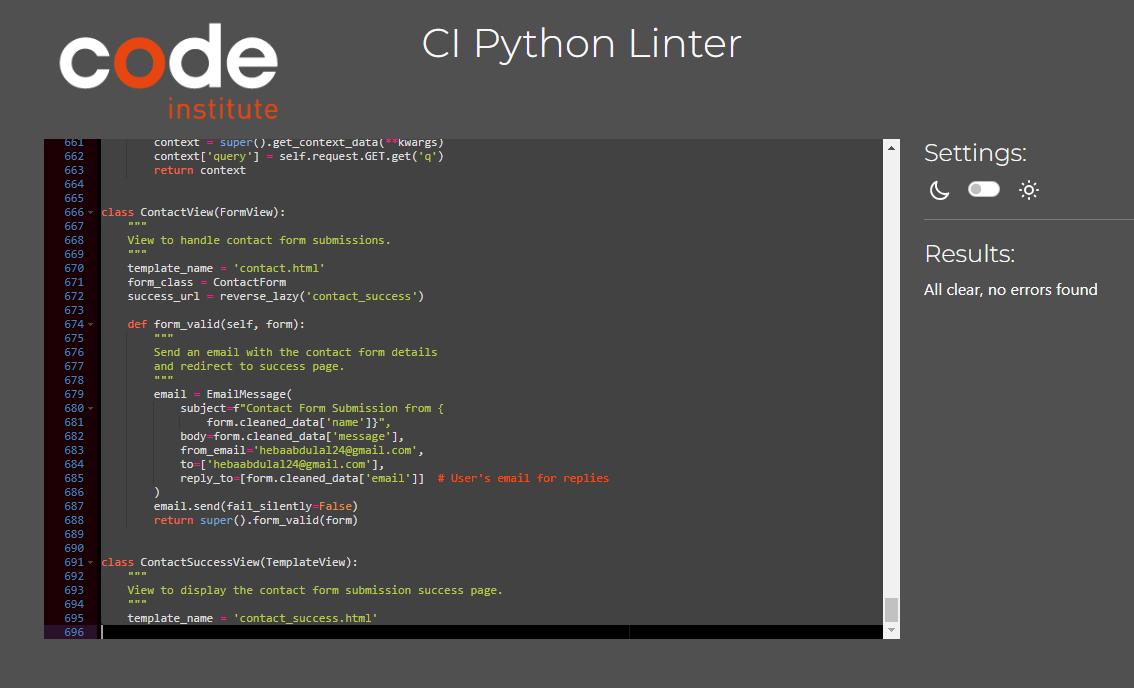 code
institute
CI Python Linter
661 context = super().get_context_data(**kwargs)
662 context['query'] = self.request.GET.get('q')
663 return context
664
665
666 class ContactView(FormView):
667 """
668 View to handle contact form submissions.
669 """
670 template_name = 'contact.html'
671 form_class = ContactForm
672 success_url = reverse_lazy('contact_success')
673
674 def form_valid(self, form):
675 """
676 Send an email with the contact form details
677 and redirect to success page.
678 """
679 email = EmailMessage(
680 subject=f"Contact Form Submission from {
681 form.cleaned_data['name']}",
682 body=form.cleaned_data['message'],
683 from_email='hebaabdulal24@gmail.com',
684 to=['hebaabdulal24@gmail.com'],
685 reply_to=[form.cleaned_data['email']] # User's email for replies
686 )
687 email.send(fail_silently=False)
688 return super().form_valid(form)
689
690
691 class ContactSuccessView(TemplateView):
692 """
693 View to display the contact form submission success page.
694 """
695 template_name = 'contact_success.html'
696
Settings:
Results:
All clear, no errors found